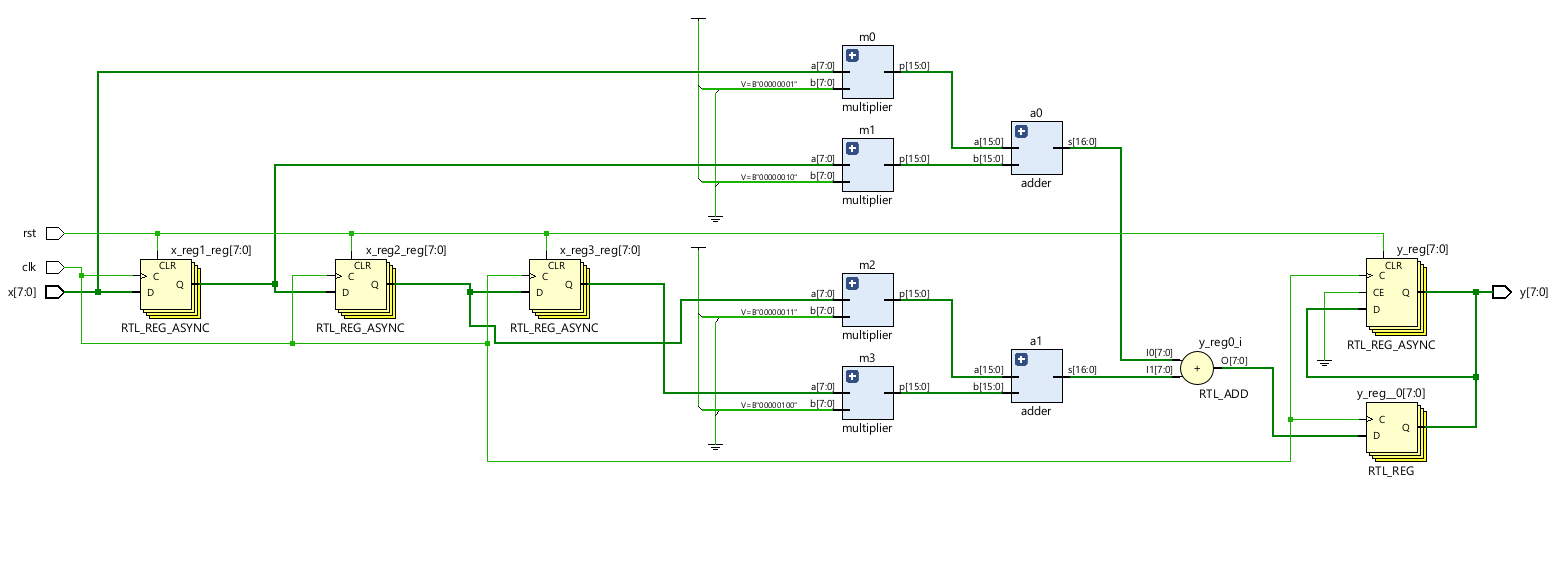 m0
a[7:0] p[15:0]
V=B"00000001" b[7:0]
multiplier
a0
m1
a[15:0] s[16:0]
a[7:0] p[15:0] b[15:0]
V=B"00000010" b[7:0]
adder
multiplier
rst
x_reg1_reg[7:0] x_reg2_reg[7:0] x_reg3_reg[7:0] y_reg[7:0]
clk
CLR CLR CLR CLR
C C C C
x[7:0] D Q D Q D Q CE Q y[7:0]
D
RTL_REG_ASYNC RTL_REG_ASYNC RTL_REG_ASYNC RTL_REG_ASYNC
m2
a[7:0] p[15:0]
V=B"00000011" b[7:0]
multiplier
a1
y_reg0_i
m3
I0[7:0] O[7:0]
a[15:0] s[16:0] I1[7:0]
+
a[7:0] p[15:0] b[15:0]
RTL_ADD
V=B"00000100" b[7:0]
adder
multiplier
y_reg__0[7:0]
C
D Q
RTL_REG